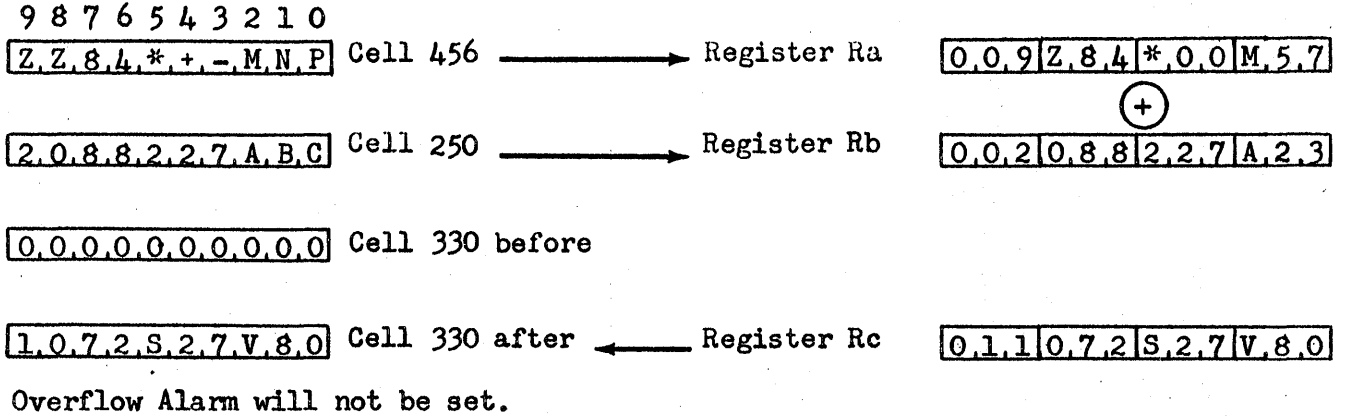 9 8 7 6 5 4 3 2 1 0
Z Z 8 4 * + - M N P Cell 456 Register Ra 0 0 9 Z 8 4 * 0 0 M 5 7
+
2 0 8 8 2 2 7 A B C Cell 250 Register Rb 0 0 2 0 8 8 2 2 7 A 2 3
0 0 0 0 0 0 0 0 0 0 Cell 330 before
1 0 7 2 S 2 7 V 8 0 Cell 330 after Register Rc 0 1 1 0 7 2 S 2 7 V 8 0
Overflow Alarm will not be set.